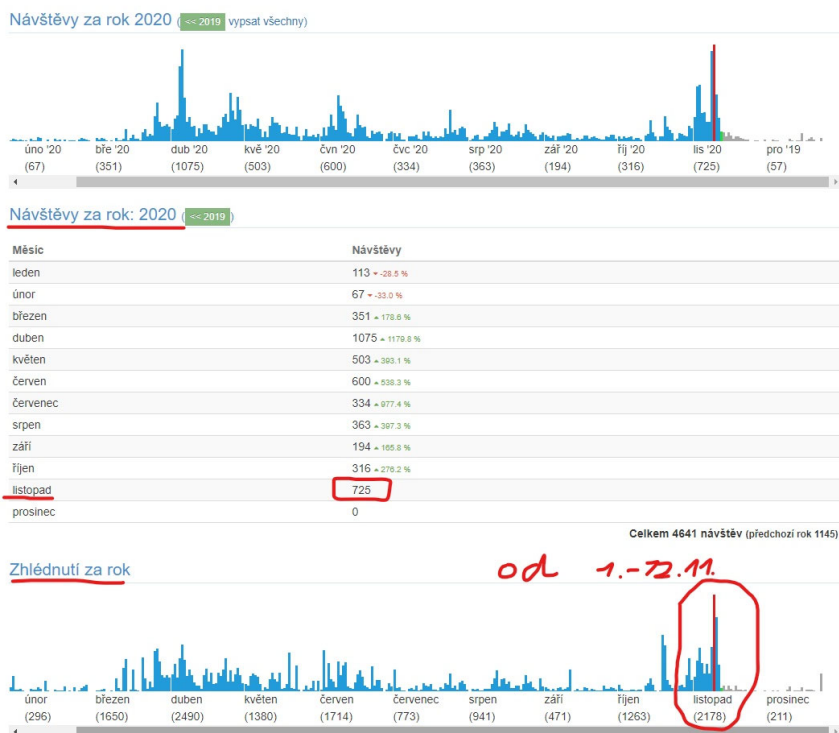 Návštěvy za rok 2020 ( << 2019 vypsat všechny)
úno '20 bře '20 dub '20 kvě '20 čvn '20 čvc '20 srp '20 zář '20 říj '20 lis '20 pro '19
(67) (351) (1075) (503) (600) (334) (363) (194) (316) (725) (57)
Návštěvy za rok: 2020 ( << 2019 )
Měsíc Návštěvy
leden 113 -28.5 %
únor 67 -33.0 %
březen 351 178.6 %
duben 1075 1179.8 %
květen 503 393.1 %
červen 600 538.3 %
červenec 334 977.4 %
srpen 363 397.3 %
září 194 165.8 %
říjen 316 276.2 %
listopad 725
prosinec 0
Celkem 4641 návštěv (předchozí rok 1145)
Zhlédnutí za rok
od 1.-12.11.
únor březen duben květen červen červenec srpen září říjen listopad prosinec
(296) (1650) (2490) (1380) (1714) (773) (941) (471) (1263) (2178) (211)